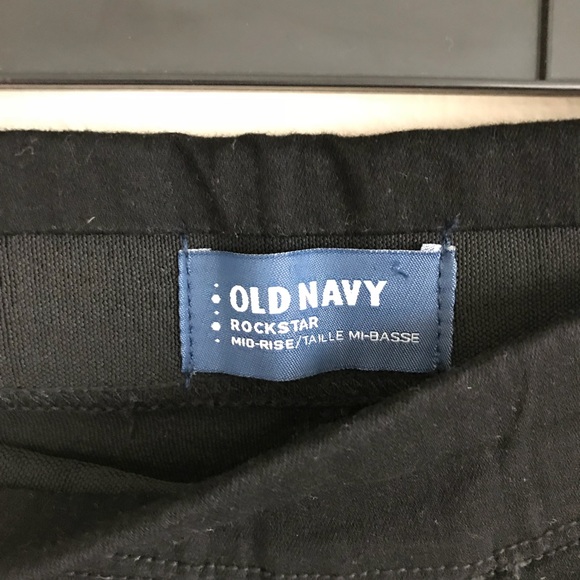 OLD NAVY
ROCKSTAR
MID-RISE/TAILLE MI-BASSE